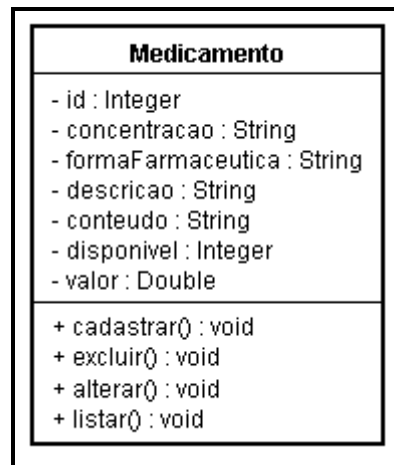 Medicamento
- id : Integer
- concentracao : String
- formaFarmaceutica : String
- descricao : String
- conteudo : String
- disponivel : Integer
- valor : Double
+ cadastrar() : void
+ excluir() : void
+ alterar() : void
+ listar() : void